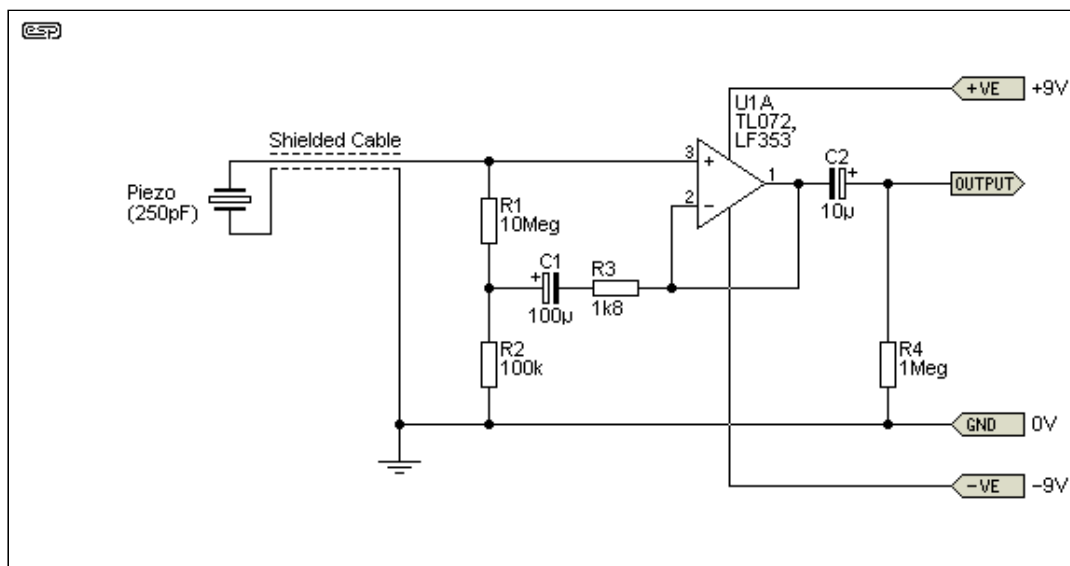 esp
+VE +9V
U1A
TL072,
LF353
Shielded Cable
C2
3
+
1
+
OUTPUT
Piezo
(250pF)
2
−
10µ
R1
10Meg
C1
R3
+
100µ
1k8
R2
100k
R4
1Meg
GND 0V
-VE -9V